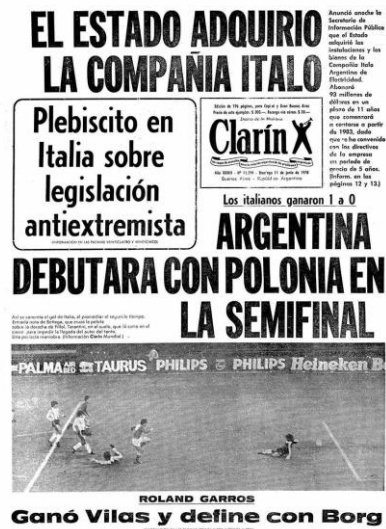 EL ESTADO ADQUIRIO
LA COMPAÑIA ITALO
Anunció anoche la
Secretaría de
Información Pública
que el Estado
adquirió las
instalaciones y los
bienes de la
Compañía Italo
Argentina de
Electricidad.
Abonará
93 millones de
dólares en un
plazo de 11 años
que comenzará
a contarse a partir
de 1983, dado
que se ha convenido
con los directivos
de la empresa
un período de
gracia de 5 años.
(Inform. en las
páginas 12 y 13.)
Plebiscito en
Italia sobre
legislación
antiextremista
Clarín
Buenos Aires - República Argentina
Los italianos ganaron 1 a 0
ARGENTINA
DEBUTARA CON POLONIA EN
LA SEMIFINAL
PALMA TAURUS PHILIPS PHILIPS Heineken
ROLAND GARROS
Ganó Vilas y define con Borg